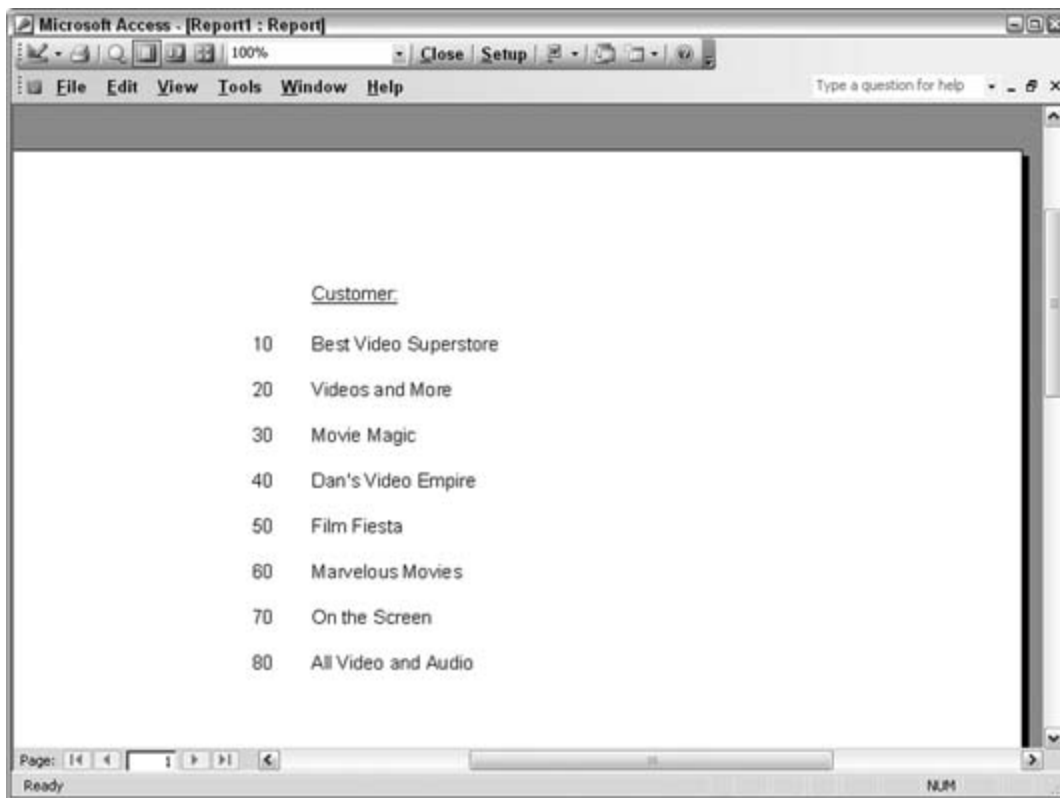 Microsoft Access - [Report1 : Report]
100% Close Setup
File Edit View Tools Window Help Type a question for help
Customer:
10 Best Video Superstore
20 Videos and More
30 Movie Magic
40 Dan's Video Empire
50 Film Fiesta
60 Marvelous Movies
70 On the Screen
80 All Video and Audio
Page: 1
Ready NUM